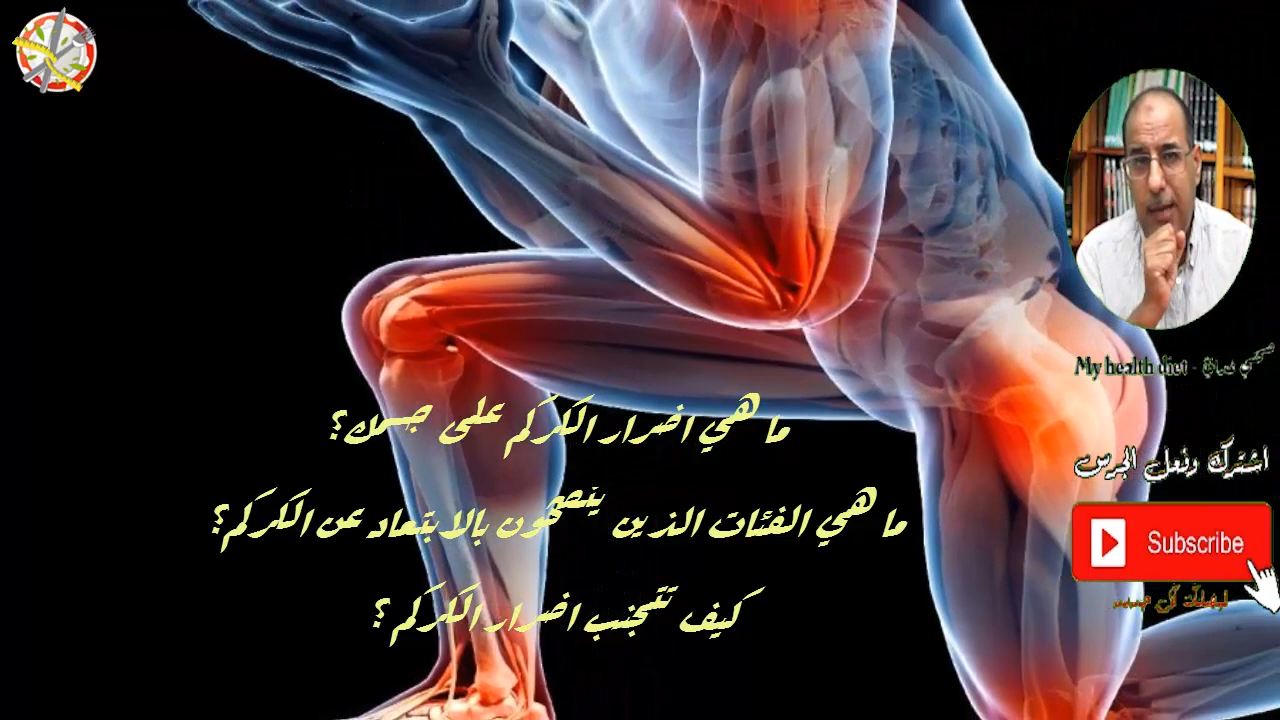 ما هي اضرار الكركم على جسمك؟
ما هي الفئات الذين ينصحون بالابتعاد عن الكركم؟
كيف تتجنب اضرار الكركم ؟
My health diet -
اشترك وفعل الجرس
Subscribe